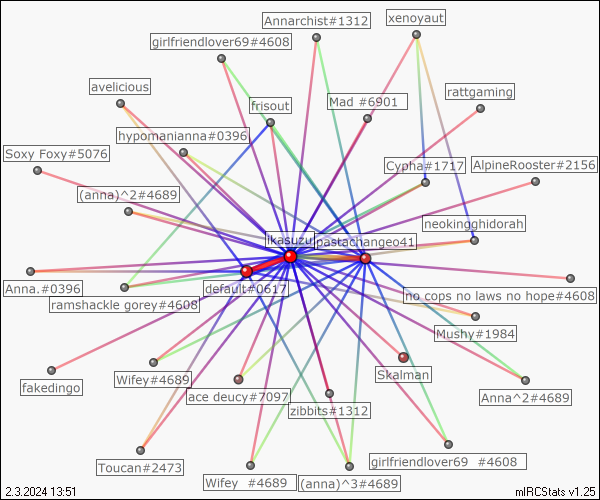 Annarchist#1312
xenoyaut
girlfriendlover69#4608
avelicious
rattgaming
frisout
Mad #6901
hypomanianna#0396
Soxy Foxy#5076
Cypha#1717
AlpineRooster#2156
(anna)^2#4689
neokingghidorah
ikasuzu
pastachangeo41
Anna.#0396
default#0617
no cops no laws no hope#4608
ramshackle gorey#4608
Mushy#1984
fakedingo
Wifey#4689
Skalman
ace deucy#7097
Anna^2#4689
zibbits#1312
Toucan#2473
girlfriendlover69 #4608
Wifey #4689
(anna)^3#4689
2.3.2024 13:51
mIRCStats v1.25